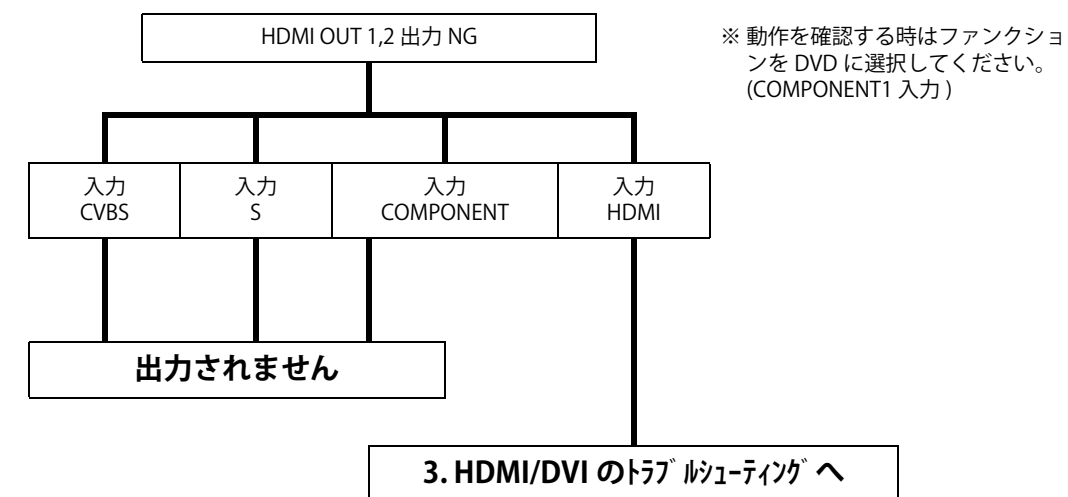 HDMI OUT 1,2 出力 NG
※ 動作を確認する時はファンクショ
ンを DVD に選択してください。
(COMPONENT1 入力 )
入力
CVBS
入力
S
入力
COMPONENT
入力
HDMI
出力されません
3. HDMI/DVI のﾄﾗﾌﾞﾙｼｭｰﾃｨﾝｸﾞ へ